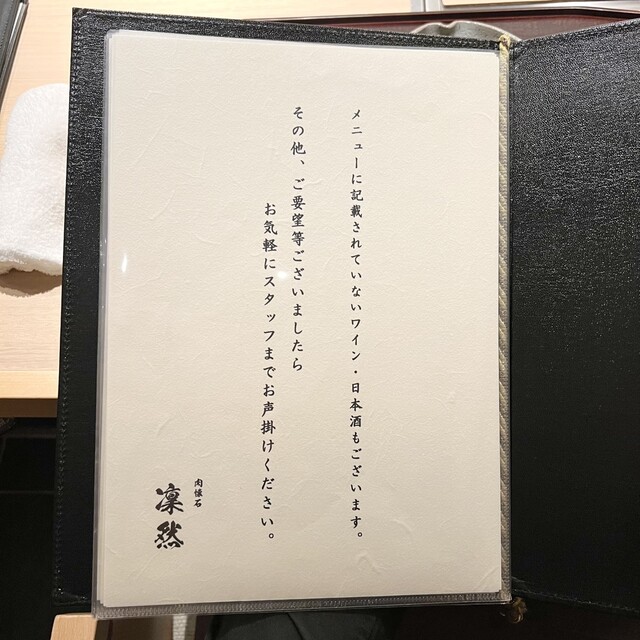 メニューに記載されていないワイン・日本酒もございます。
その他、ご要望等ございましたら
お気軽にスタッフまでお声掛けください。
肉懐石
凜然